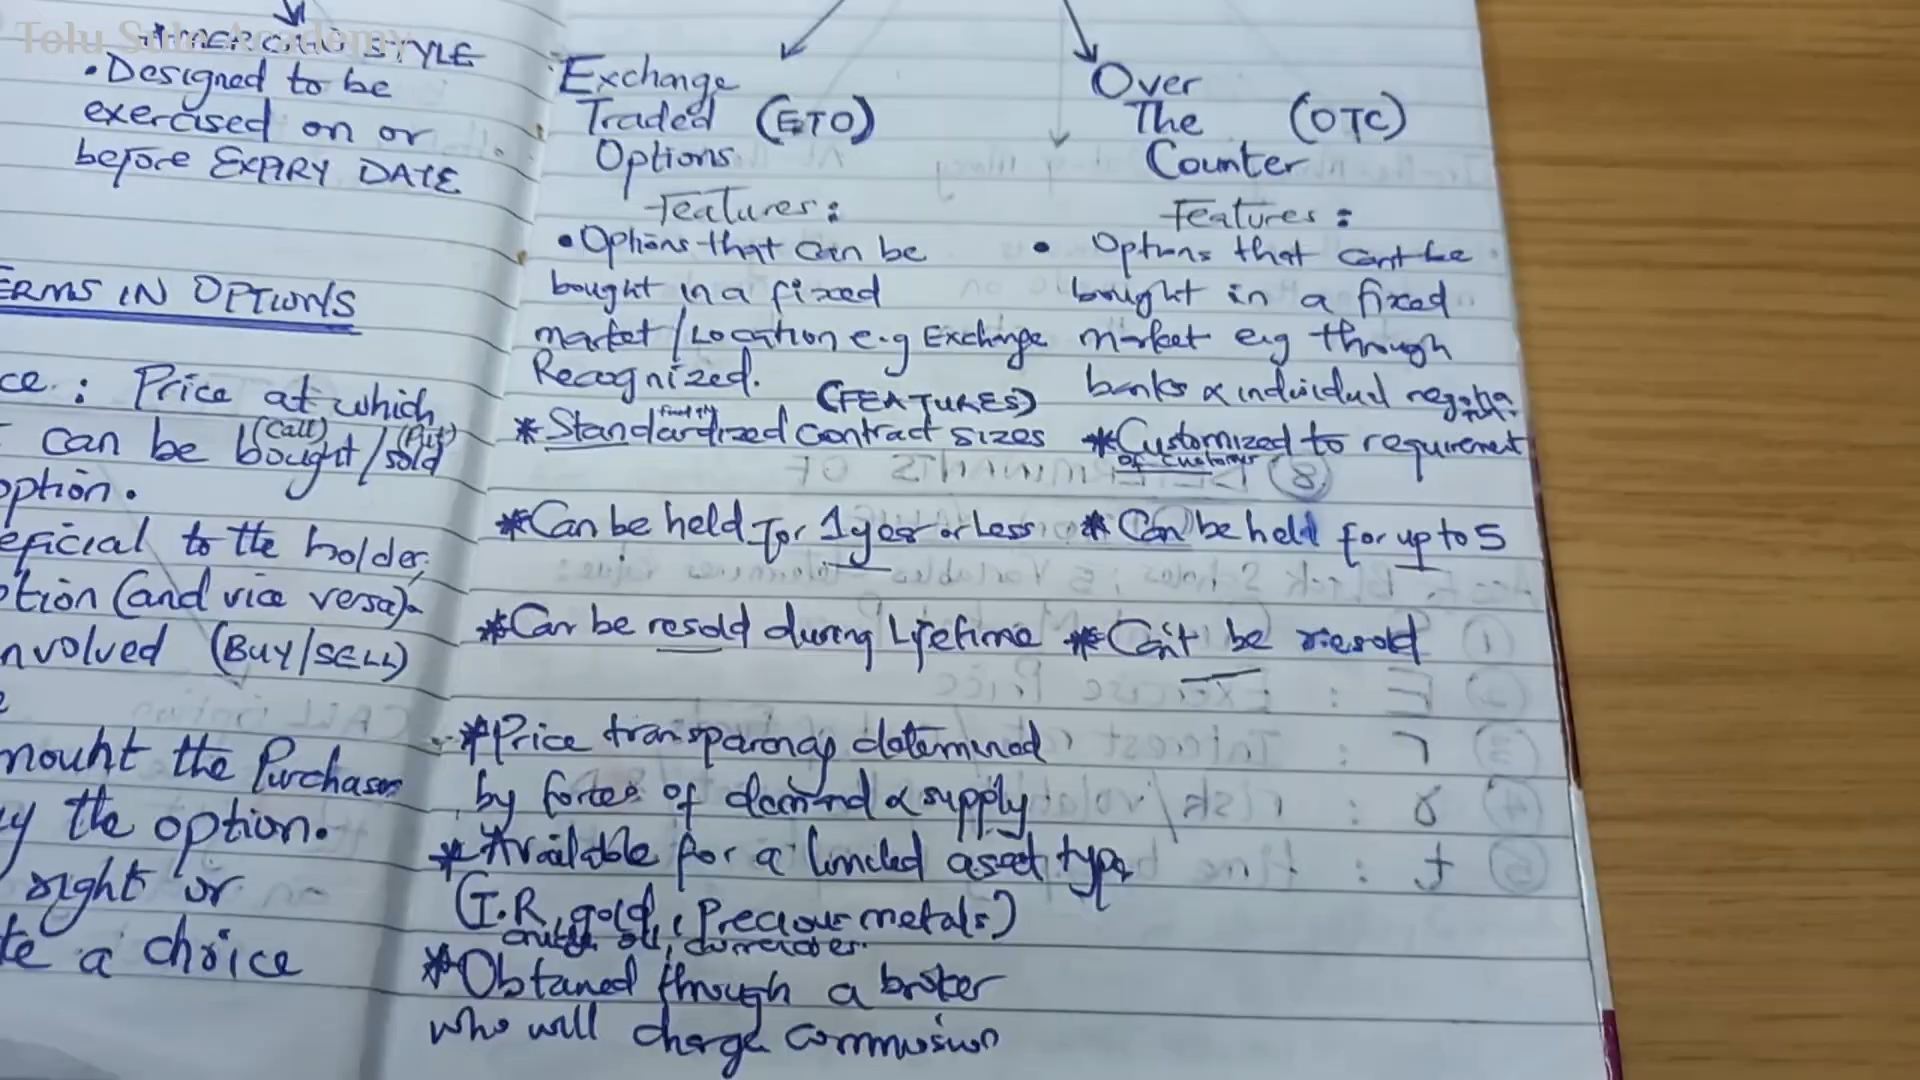 Tolu Sule Academy
AMERICAN STYLE
• Designed to be
exercised on or
before EXPIRY DATE
ERMS IN OPTIONS
ce : Price at which
(call) (Put)
can be bought/sold
option.
eficial to the holder,
otion (and vice versa)-
nvolved (BUY/SELL)
mount the Purchaser
y the option.
right or
te a choice
Exchange
Traded (ETO)
Options
Features:
• Options that can be
bought in a fixed
market/Location e.g Exchange
Recognized.
(FEATURES)
* Standardized contract sizes
* Can be held for 1 year or Less
* Can be resold during Lifetime
* Price transparency determined
by forces of demand & supply
* Available for a limited asset type
(I.R, gold, Precious metals)
crude oil, currencies.
* Obtained through a broker
who will charge commission
Over
The (OTC)
Counter
Features:
• Options that can't be
bought in a fixed
market e.g through
banks & individual
* Customized to requirement
of customer
* Can be held for up to 5
* Can't be resold